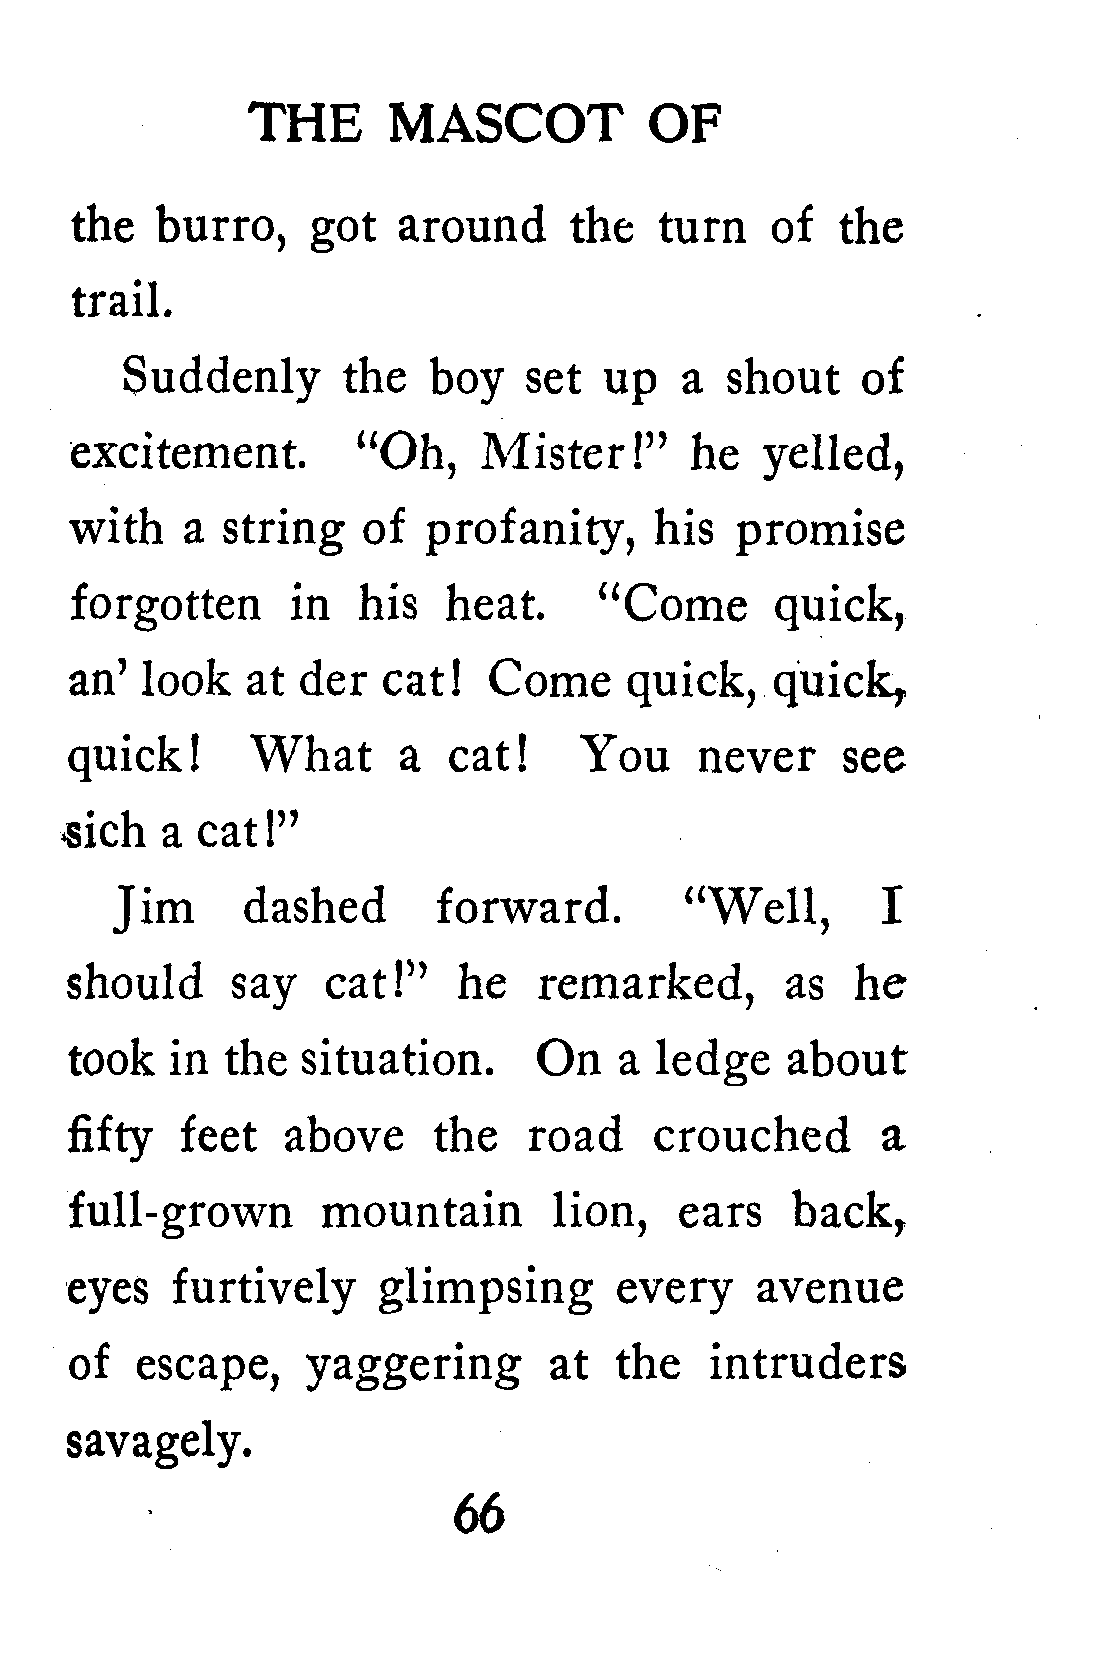 THE MASCOT OF
the burro, got around the turn of the
trail.
Suddenly the boy set up a shout of
excitement. “Oh, Mister!” he yelled,
with a string of profanity, his promise
forgotten in his heat. “Come quick,
an’ look at der cat! Come quick, quick,
quick! What a cat! You never see
sich a cat!”
Jim dashed forward. “Well, I
should say cat!” he remarked, as he
took in the situation. On a ledge about
fifty feet above the road crouched a
full-grown mountain lion, ears back,
eyes furtively glimpsing every avenue
of escape, yaggering at the intruders
savagely.
66